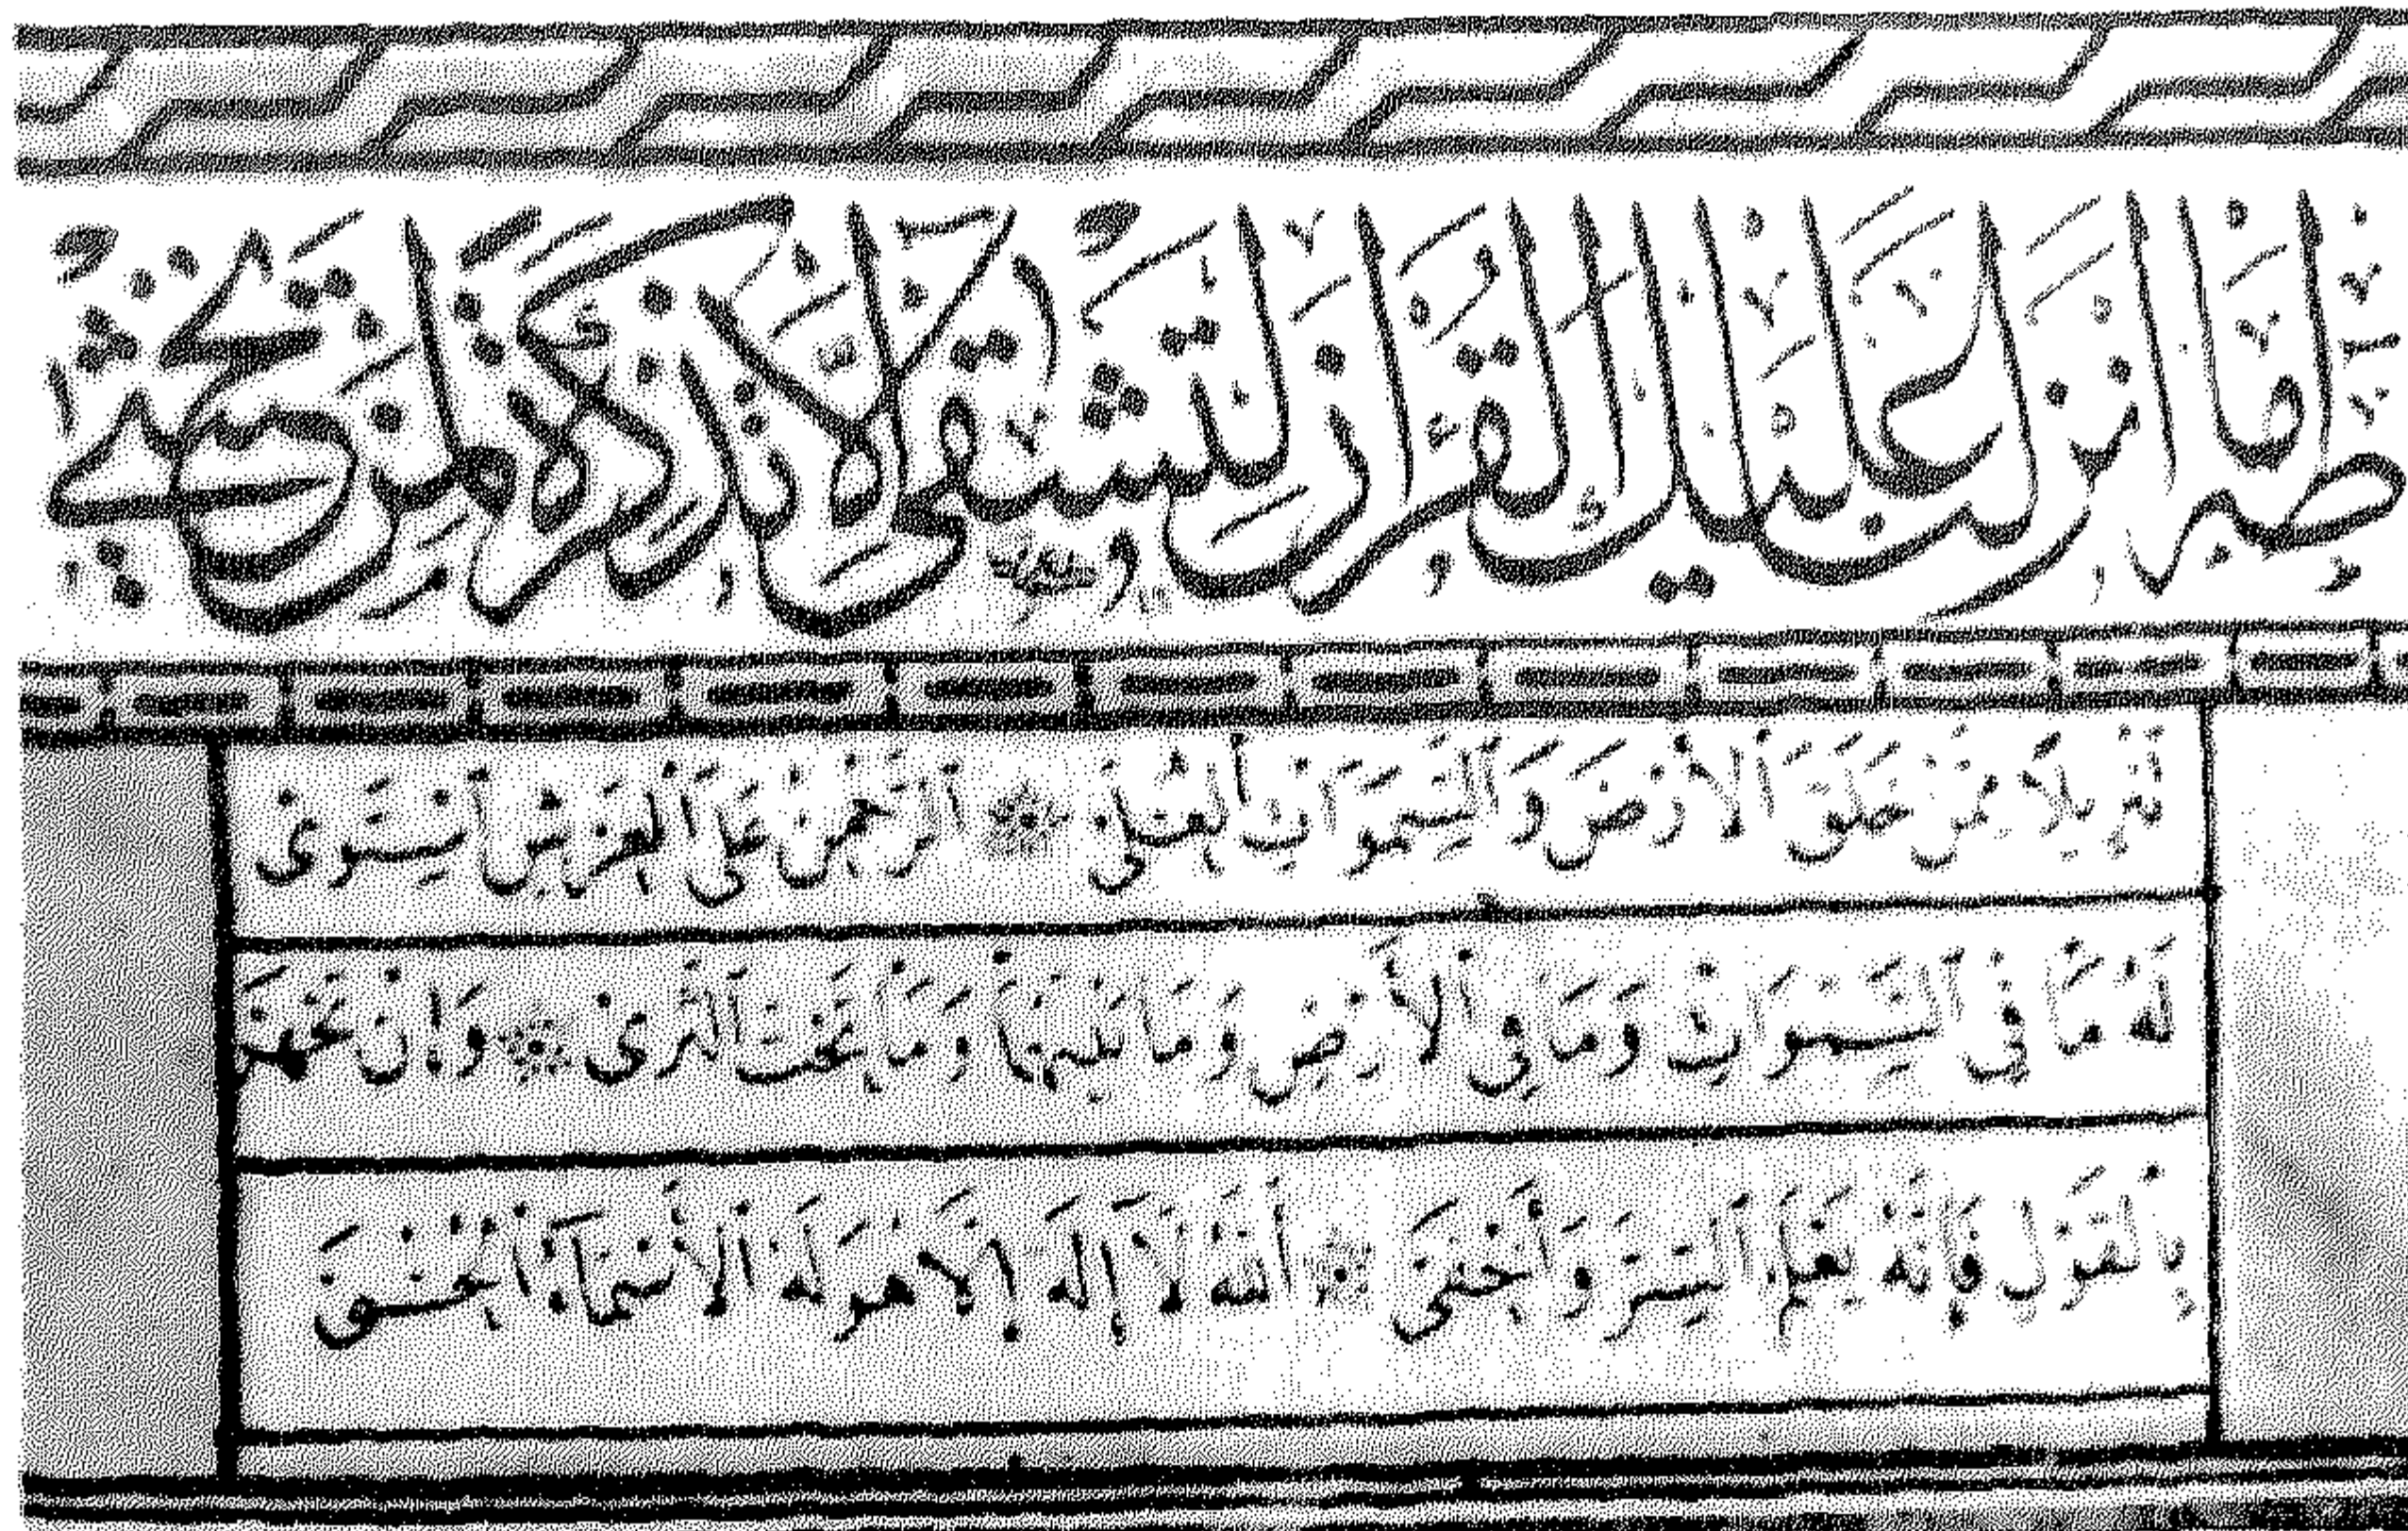 طه ما أنزلنا عليك القرآن لتشقى إلا تذكرة لمن يخشى
تنزيلا ممن خلق الأرض والسموات العلى الرحمن على العرش استوى
له ما في السموات وما في الأرض وما بينهما وما تحت الثرى وإن تجهر
بالقول فإنه يعلم السر وأخفى الله لا إله إلا هو له الأسماء الحسنى